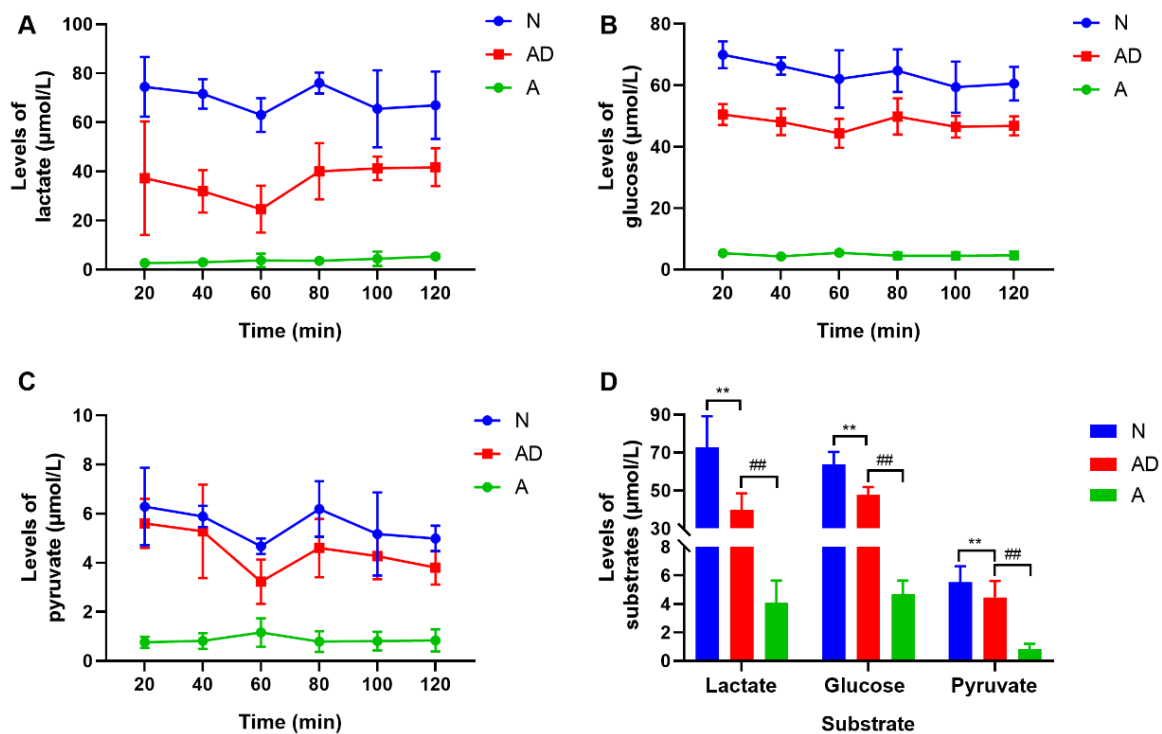 A
Levels of
lactate (μmol/L)
100
80
60
40
20
0
20 40 60 80 100 120
Time (min)
N
AD
A
B
Levels of
glucose (μmol/L)
80
60
40
20
0
20 40 60 80 100 120
Time (min)
N
AD
A
C
Levels of
pyruvate (μmol/L)
10
8
6
4
2
0
20 40 60 80 100 120
Time (min)
N
AD
A
D
Levels of
substrates (μmol/L)
90
70
50
30
8
6
4
2
0
** ## ** ## ** ##
Lactate Glucose Pyruvate
Substrate
N
AD
A